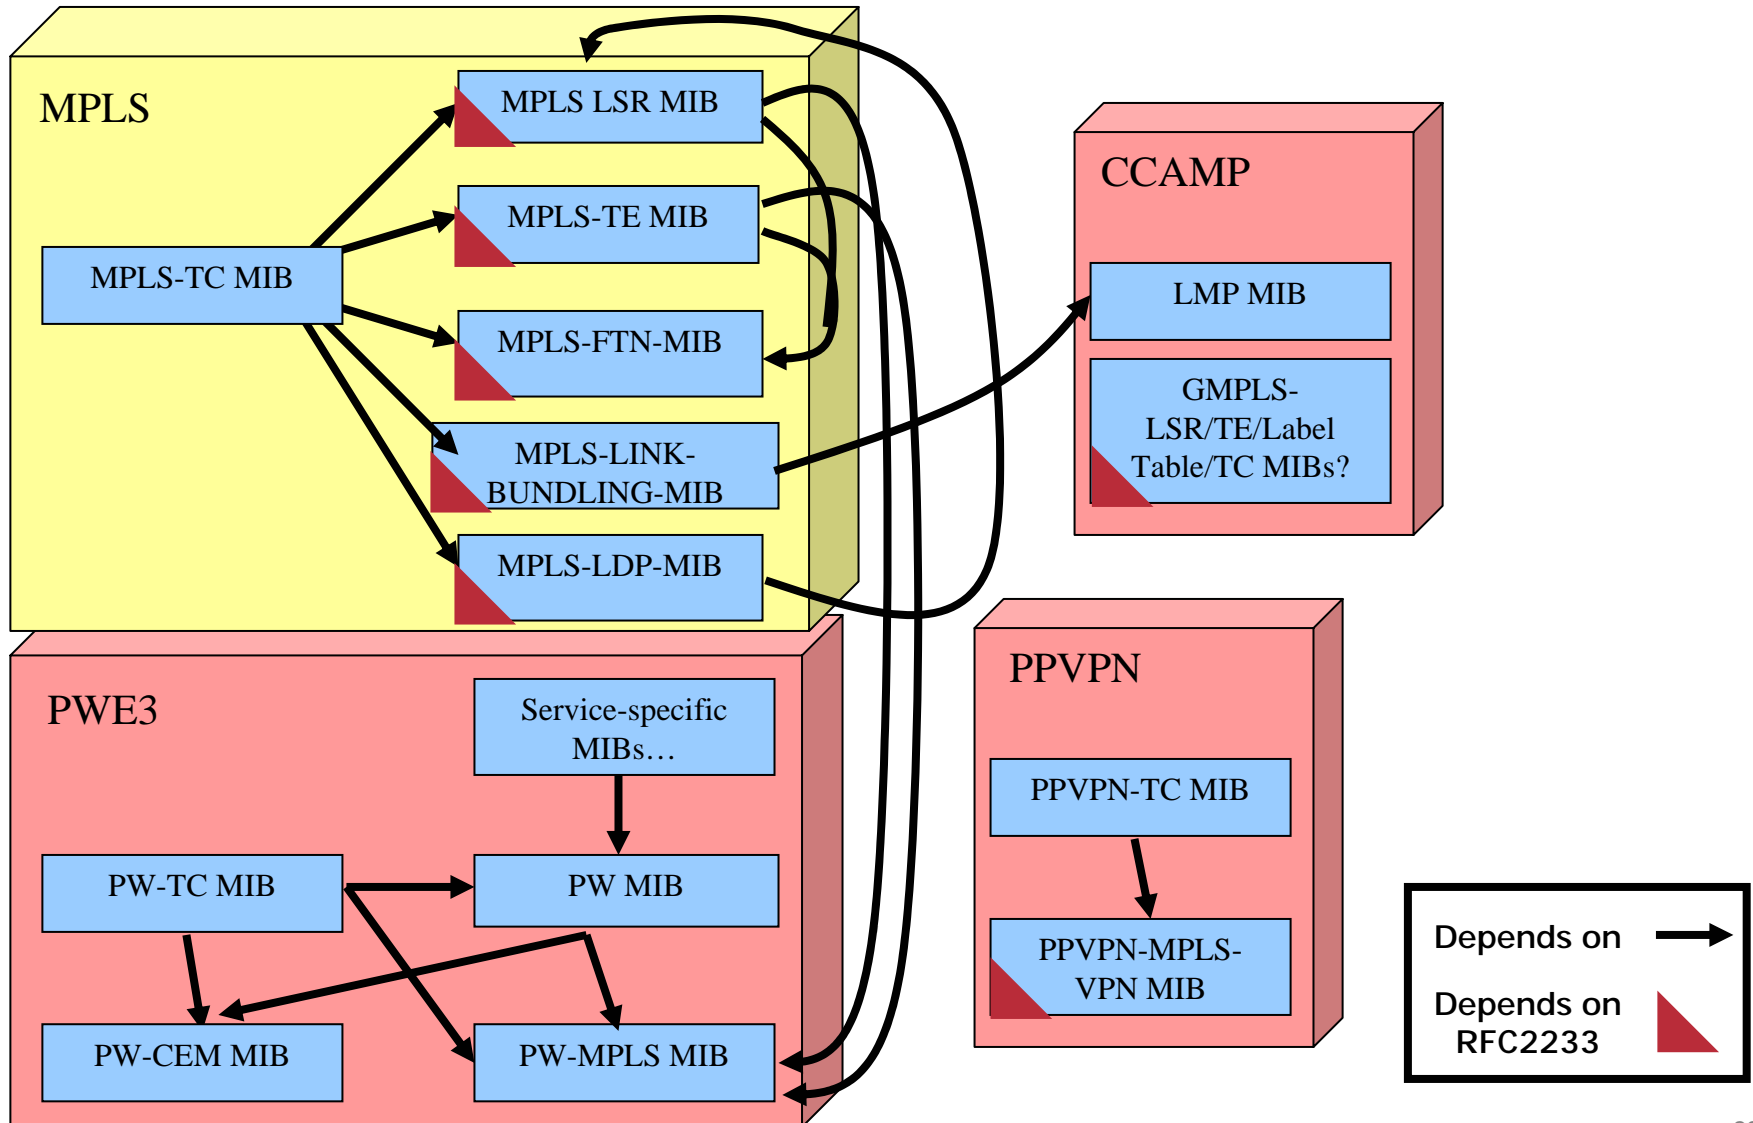 MPLS
MPLS LSR MIB
MPLS-TE MIB
MPLS-TC MIB
MPLS-FTN-MIB
MPLS-LINK-
BUNDLING-MIB
MPLS-LDP-MIB
CCAMP
LMP MIB
GMPLS-
LSR/TE/Label
Table/TC MIBs?
PWE3
Service-specific
MIBs…
PW-TC MIB
PW MIB
PW-CEM MIB
PW-MPLS MIB
PPVPN
PPVPN-TC MIB
PPVPN-MPLS-
VPN MIB
Depends on
Depends on
RFC2233